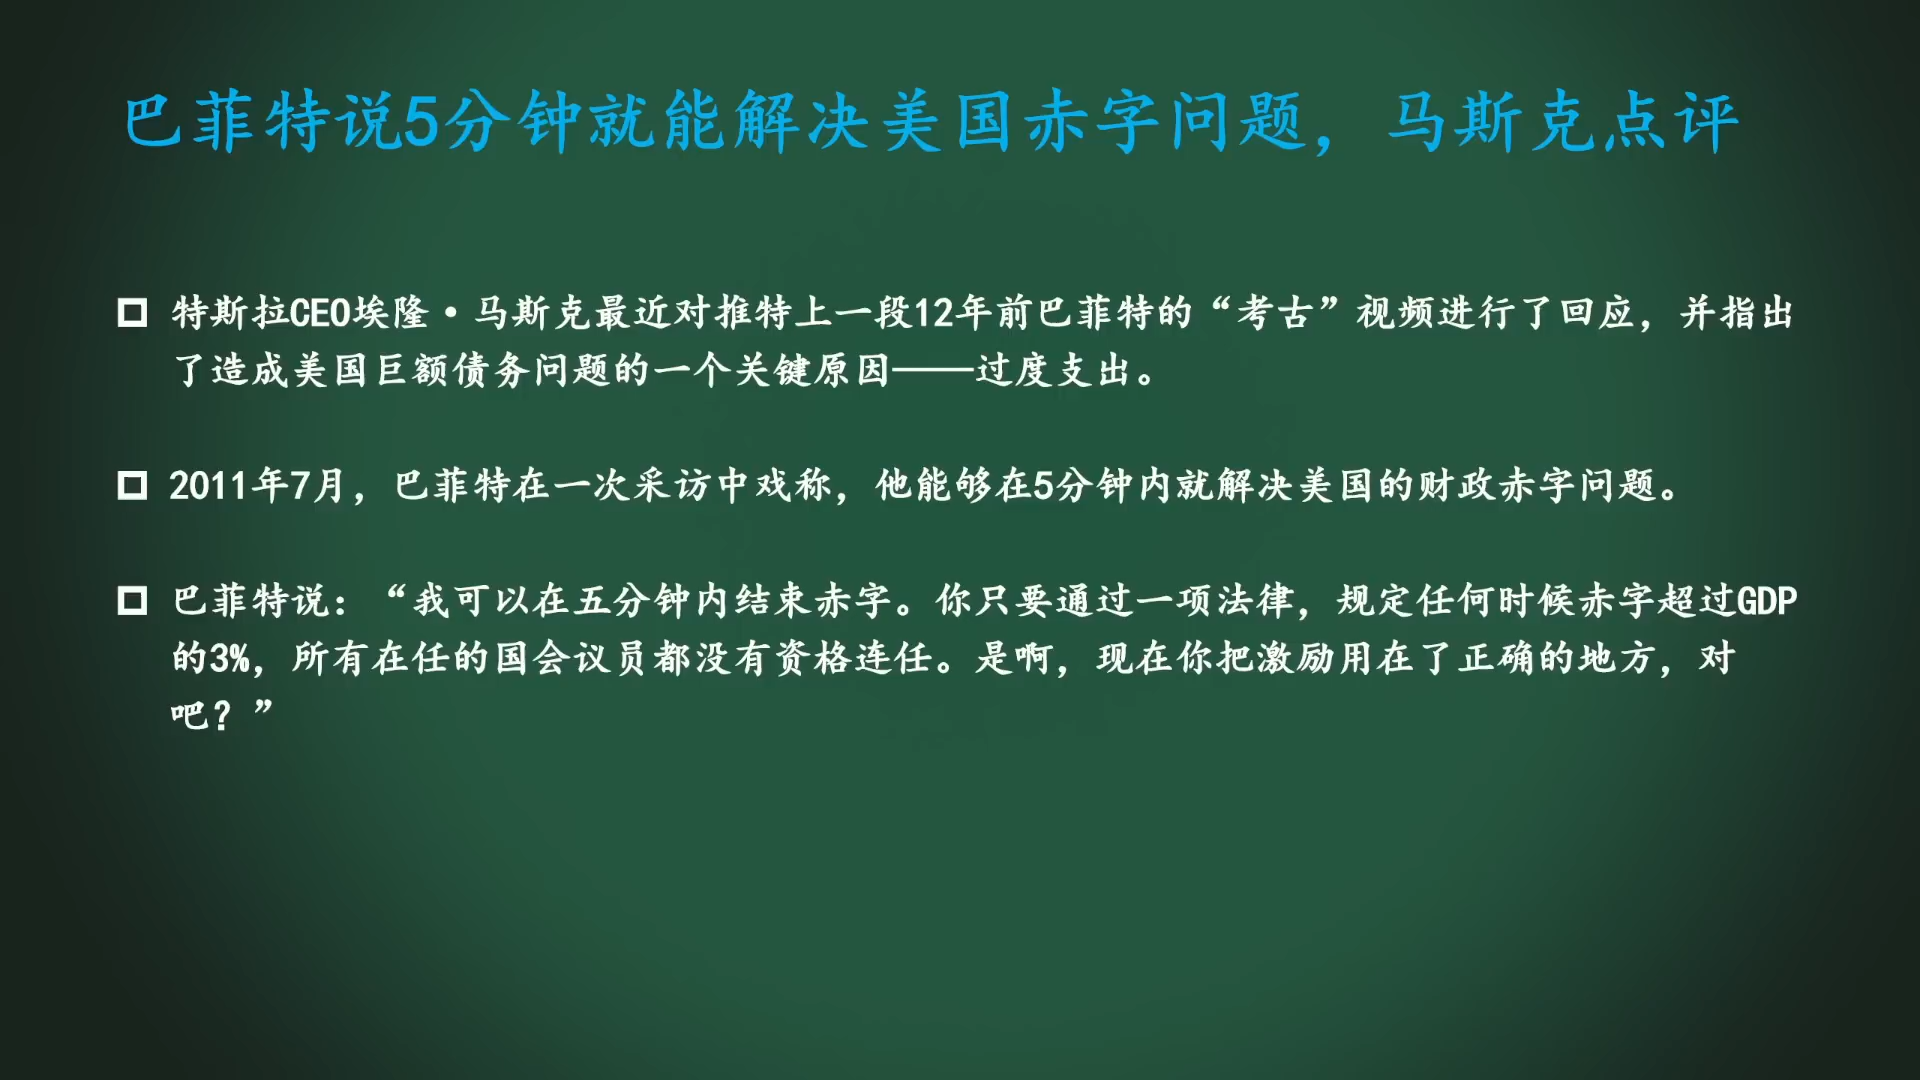 巴菲特说5分钟就能解决美国赤字问题，马斯克点评
特斯拉CEO埃隆·马斯克最近对推特上一段12年前巴菲特的“考古”视频进行了回应，并指出
了造成美国巨额债务问题的一个关键原因——过度支出。
2011年7月，巴菲特在一次采访中戏称，他能够在5分钟内就解决美国的财政赤字问题。
巴菲特说：“我可以在五分钟内结束赤字。你只要通过一项法律，规定任何时候赤字超过GDP
的3%，所有在任的国会议员都没有资格连任。是啊，现在你把激励用在了正确的地方，对
吧？”